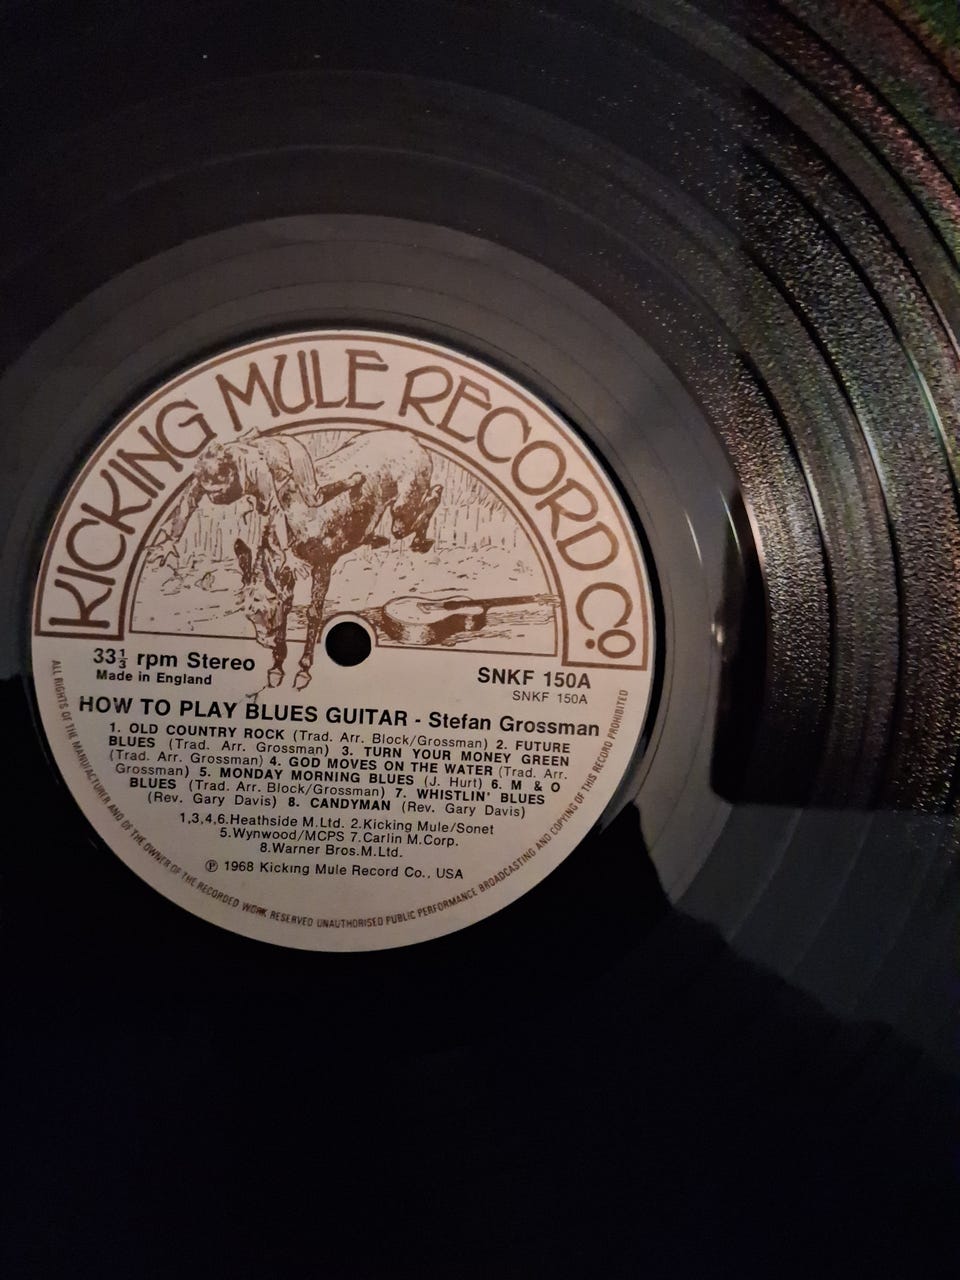 KICKING MULE RECORD Co.
33⅓ rpm Stereo
Made in England
SNKF 150A
SNKF 150A
HOW TO PLAY BLUES GUITAR - Stefan Grossman
1. OLD COUNTRY ROCK (Trad. Arr. Block/Grossman) 2. FUTURE
BLUES (Trad. Arr. Grossman) 3. TURN YOUR MONEY GREEN
(Trad. Arr. Grossman) 4. GOD MOVES ON THE WATER (Trad. Arr.
Grossman) 5. MONDAY MORNING BLUES (J. Hurt) 6. M & O
BLUES (Trad. Arr. Block/Grossman) 7. WHISTLIN' BLUES
(Rev. Gary Davis) 8. CANDYMAN (Rev. Gary Davis)
1,3,4,6.Heathside M.Ltd. 2.Kicking Mule/Sonet
5.Wynwood/MCPS 7.Carlin M.Corp.
8.Warner Bros.M.Ltd.
℗ 1968 Kicking Mule Record Co., USA
ALL RIGHTS OF THE MANUFACTURER AND OF THE OWNER OF THE RECORDED WORK RESERVED UNAUTHORISED PUBLIC PERFORMANCE BROADCASTING AND COPYING OF THIS RECORD PROHIBITED